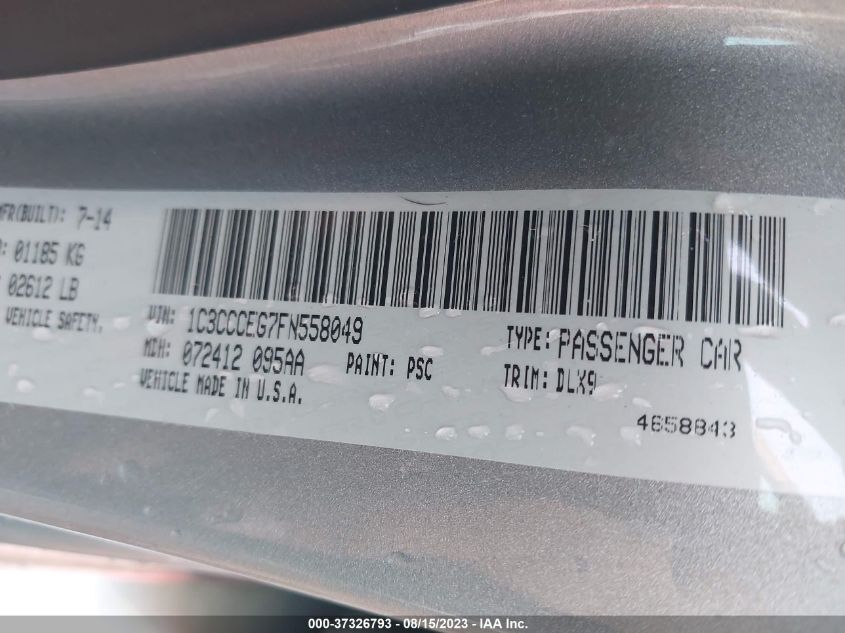 MFR(BUILT): 7-14
: 01185 KG
02612 LB
VEHICLE SAFETY.
VIN: 1C3CCCEG7FN558049
MDH: 072412 095AA PAINT: PSC
VEHICLE MADE IN U.S.A.
TYPE: PASSENGER CAR
TRIM: DLX9
4658843
000-37326793 - 08/15/2023 - © IAA Inc.